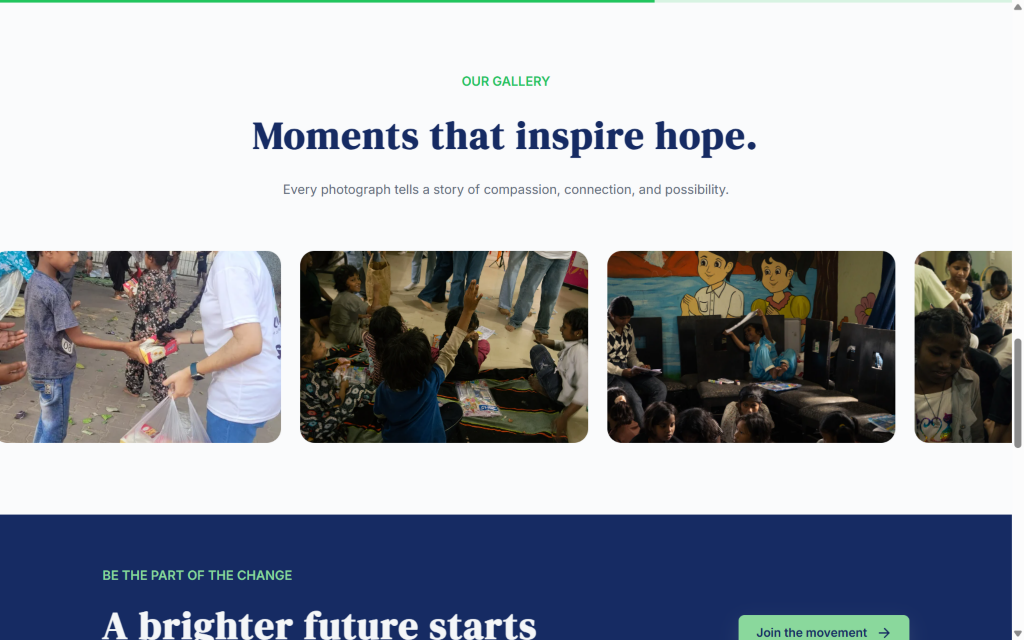 OUR GALLERY
Moments that inspire hope.
Every photograph tells a story of compassion, connection, and possibility.
BE THE PART OF THE CHANGE
A brighter future starts
Join the movement